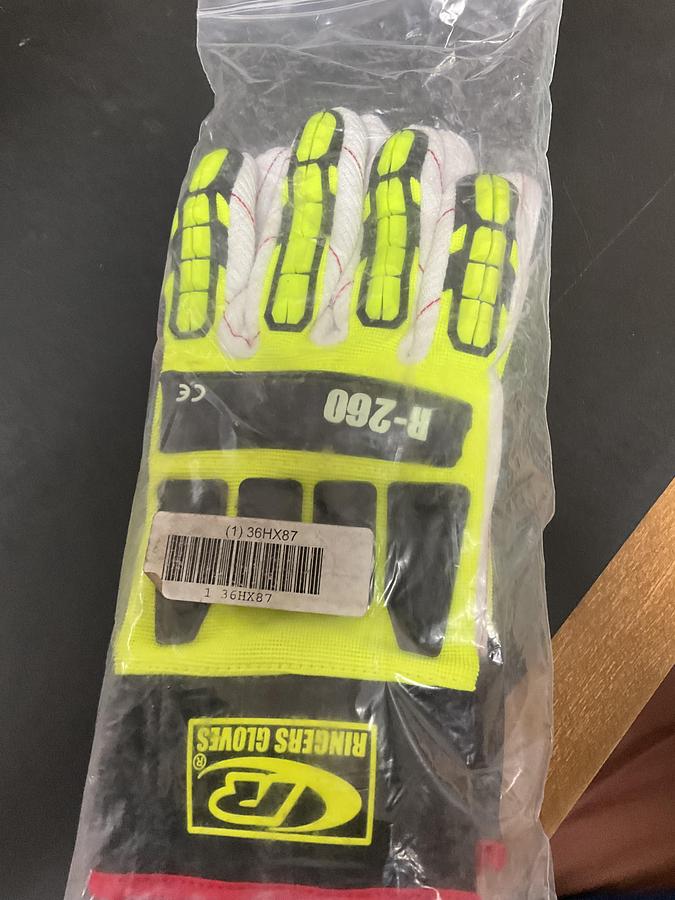 CE
R-260
(1) 36HX87
1 36HX87
RINGERS GLOVES
R
®